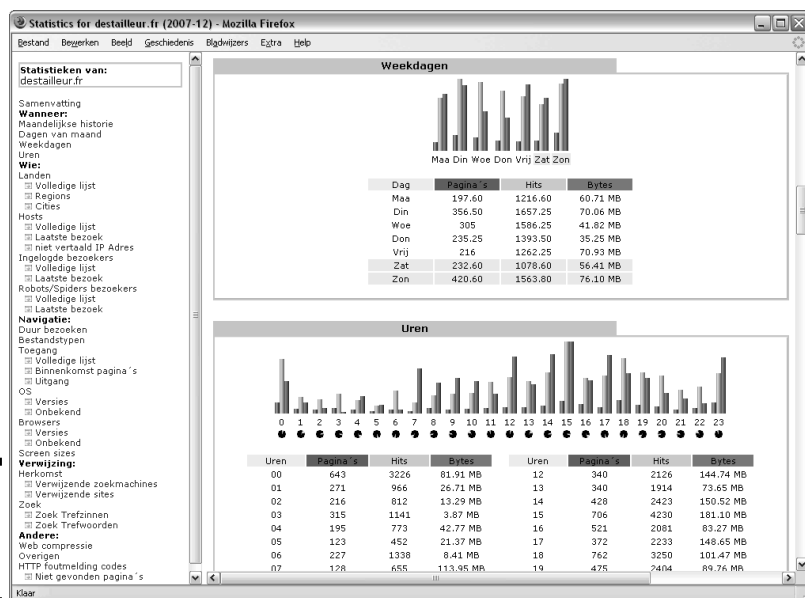 Statistics for destailleur.fr (2007-12) - Mozilla Firefox
Bestand Bewerken Beeld Geschiedenis Bladwijzers Extra Help
Statistieken van:
destailleur.fr
Samenvatting
Wanneer:
Maandelijkse historie
Dagen van maand
Weekdagen
Uren
Wie:
Landen
Volledige lijst
Regions
Cities
Hosts
Volledige lijst
Laatste bezoek
niet vertaald IP Adres
Ingelogde bezoekers
Volledige lijst
Laatste bezoek
Robots/Spiders bezoekers
Volledige lijst
Laatste bezoek
Navigatie:
Duur bezoeken
Bestandstypen
Toegang
Volledige lijst
Binnenkomst pagina´s
Uitgang
OS
Versies
Onbekend
Browsers
Versies
Onbekend
Screen sizes
Verwijzing:
Herkomst
Verwijzende zoekmachines
Verwijzende sites
Zoek
Zoek Trefzinnen
Zoek Trefwoorden
Andere:
Web compressie
Overigen
HTTP foutmelding codes
Niet gevonden pagina´s
Weekdagen
Maa Din Woe Don Vrij Zat Zon
Dag Pagina´s Hits Bytes
Maa 197.60 1216.60 60.71 MB
Din 356.50 1657.25 70.06 MB
Woe 305 1586.25 41.82 MB
Don 235.25 1393.50 35.25 MB
Vrij 216 1262.25 70.93 MB
Zat 232.60 1078.60 56.41 MB
Zon 420.60 1563.80 76.10 MB
Uren
0 1 2 3 4 5 6 7 8 9 10 11 12 13 14 15 16 17 18 19 20 21 22 23
Uren Pagina´s Hits Bytes Uren Pagina´s Hits Bytes
00 643 3226 81.91 MB 12 340 2126 144.74 MB
01 271 966 26.71 MB 13 340 1914 73.65 MB
02 216 812 13.29 MB 14 428 2423 150.52 MB
03 315 1141 3.87 MB 15 706 4230 181.10 MB
04 195 773 42.77 MB 16 521 2081 83.27 MB
05 123 452 21.37 MB 17 372 2233 148.65 MB
06 227 1338 8.41 MB 18 762 3250 101.47 MB
07 128 655 113.95 MB 19 475 2404 89.76 MB
Klaar